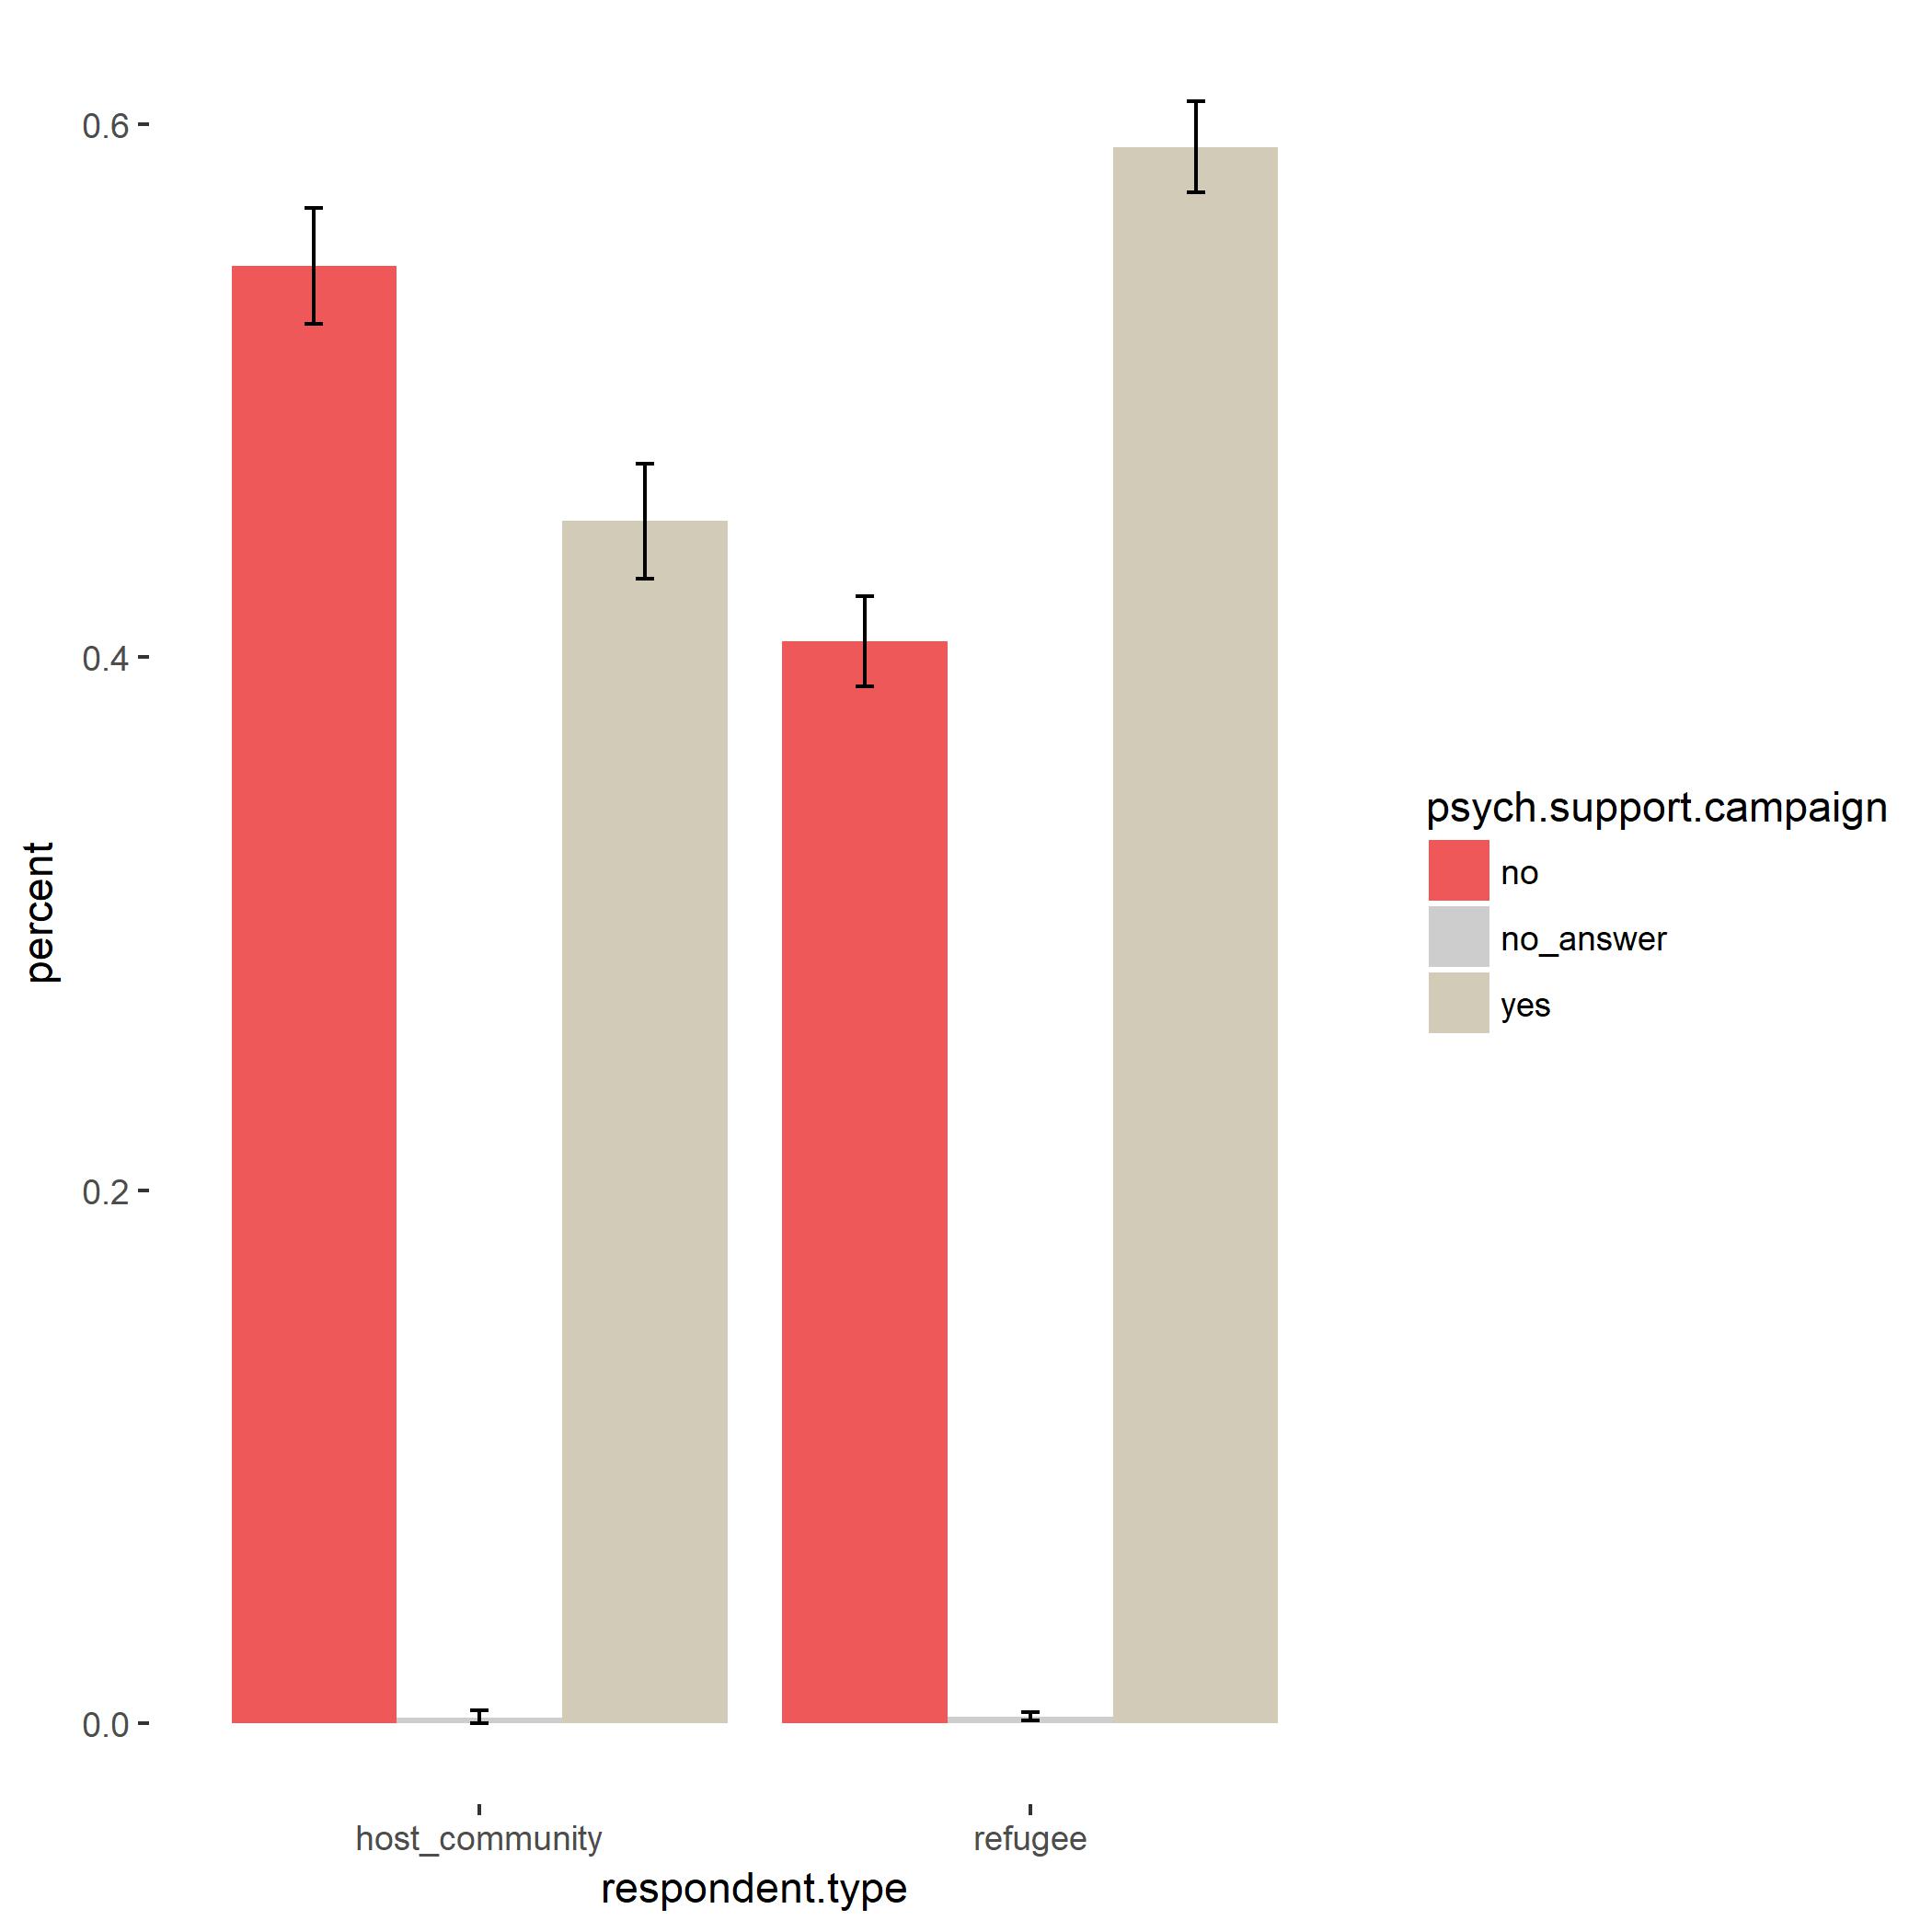 percent
0.6
0.4
0.2
0.0
host_community
refugee
respondent.type
psych.support.campaign
no
no_answer
yes